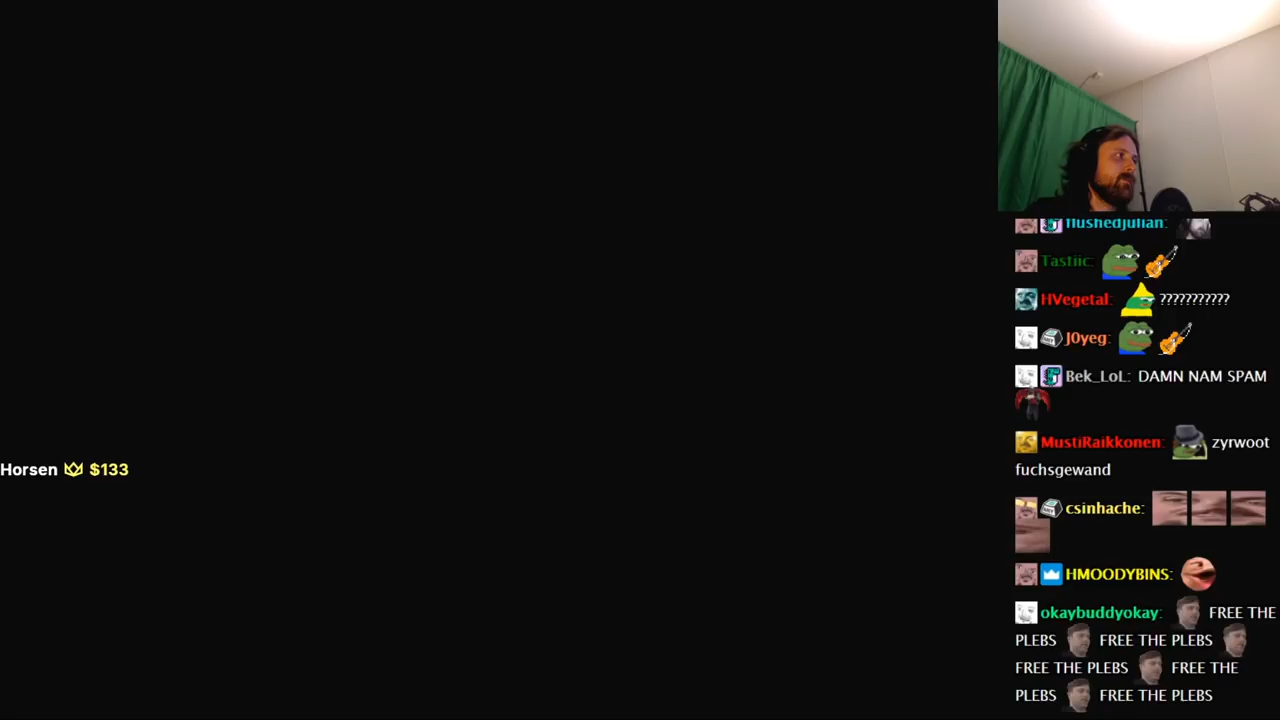 flushedjulian:
Tastiic:
HVegetal: ???????????
J0yeg:
Bek_LoL: DAMN NAM SPAM
MustiRaikkonen: zyrwoot
fuchsgewand
Horsen $133
csinhache:
HMOODYBINS:
okaybuddyokay: FREE THE
PLEBS FREE THE PLEBS
FREE THE PLEBS FREE THE
PLEBS FREE THE PLEBS